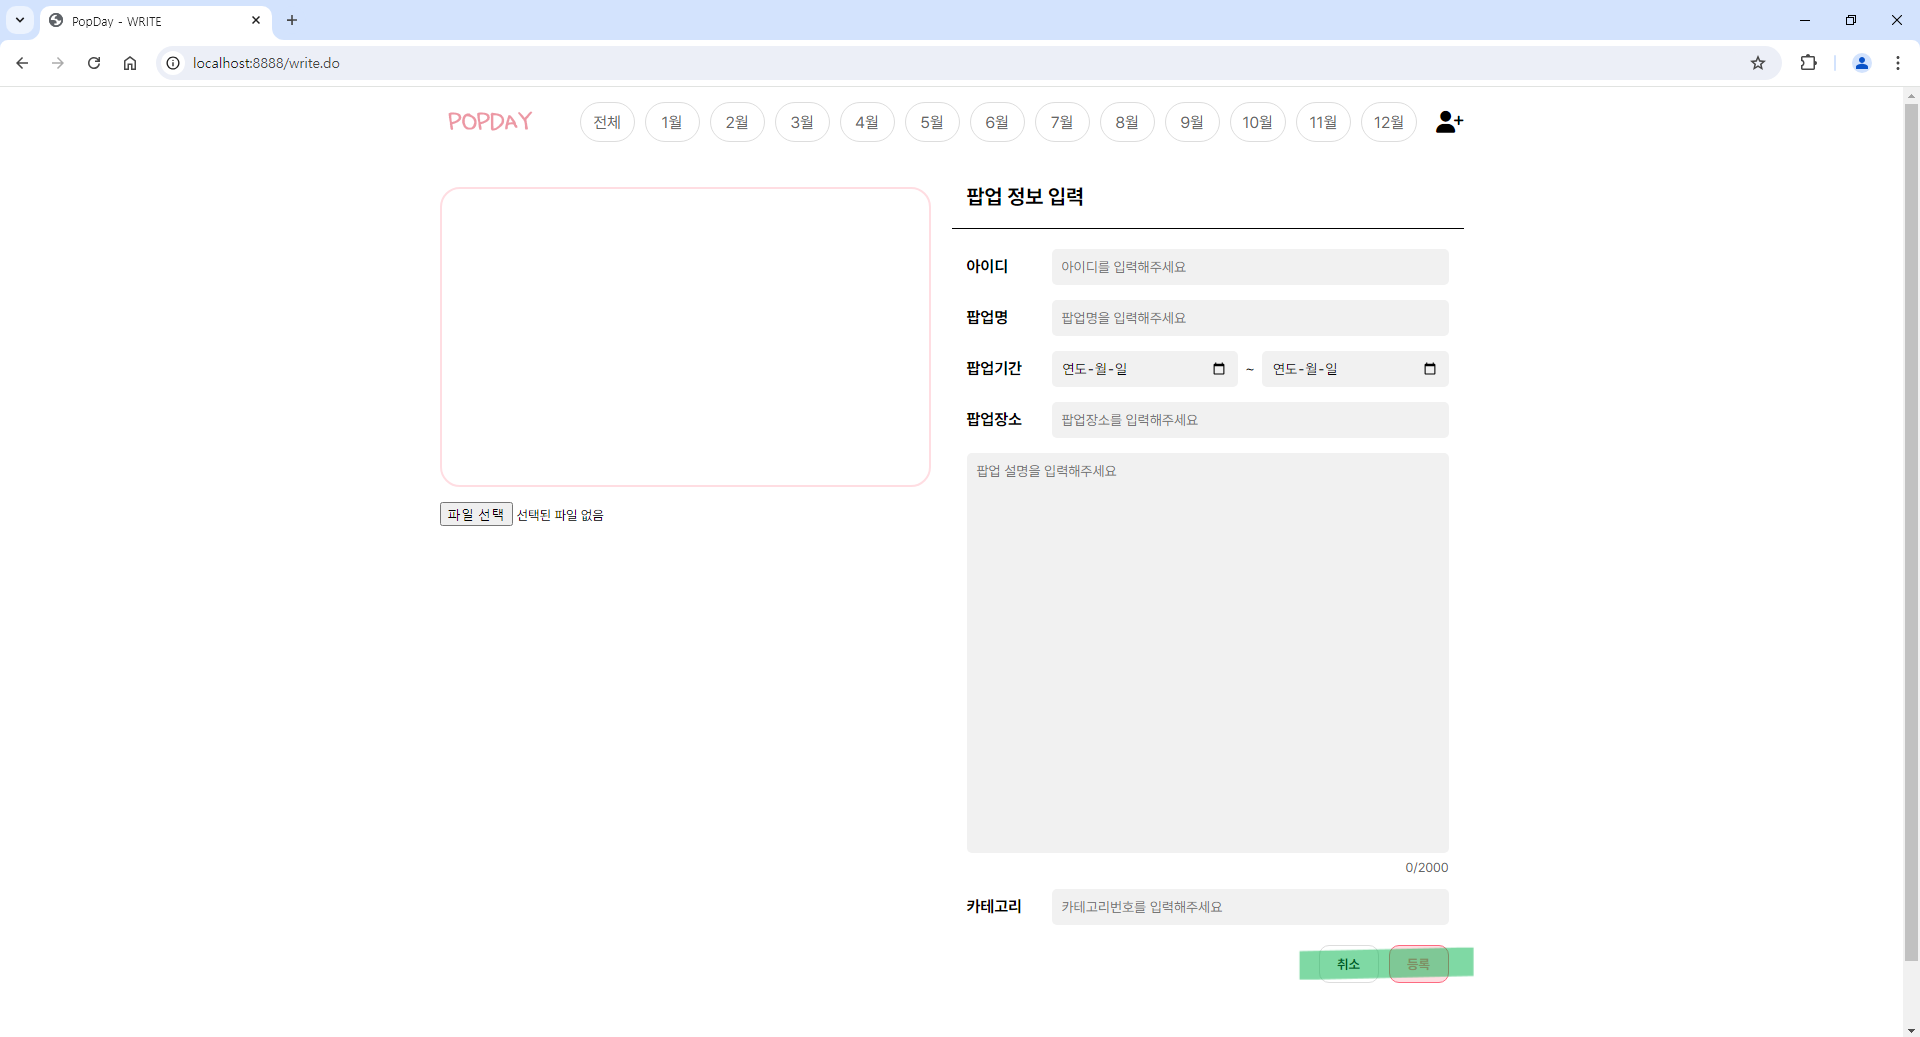 PopDay - WRITE
localhost:8888/write.do
POPDAY 전체 1월 2월 3월 4월 5월 6월 7월 8월 9월 10월 11월 12월
팝업 정보 입력
아이디 아이디를 입력해주세요
팝업명 팝업명을 입력해주세요
팝업기간 연도-월-일 ~ 연도-월-일
팝업장소 팝업장소를 입력해주세요
팝업 설명을 입력해주세요
파일 선택 선택된 파일 없음
0/2000
카테고리 카테고리번호를 입력해주세요
취소 등록